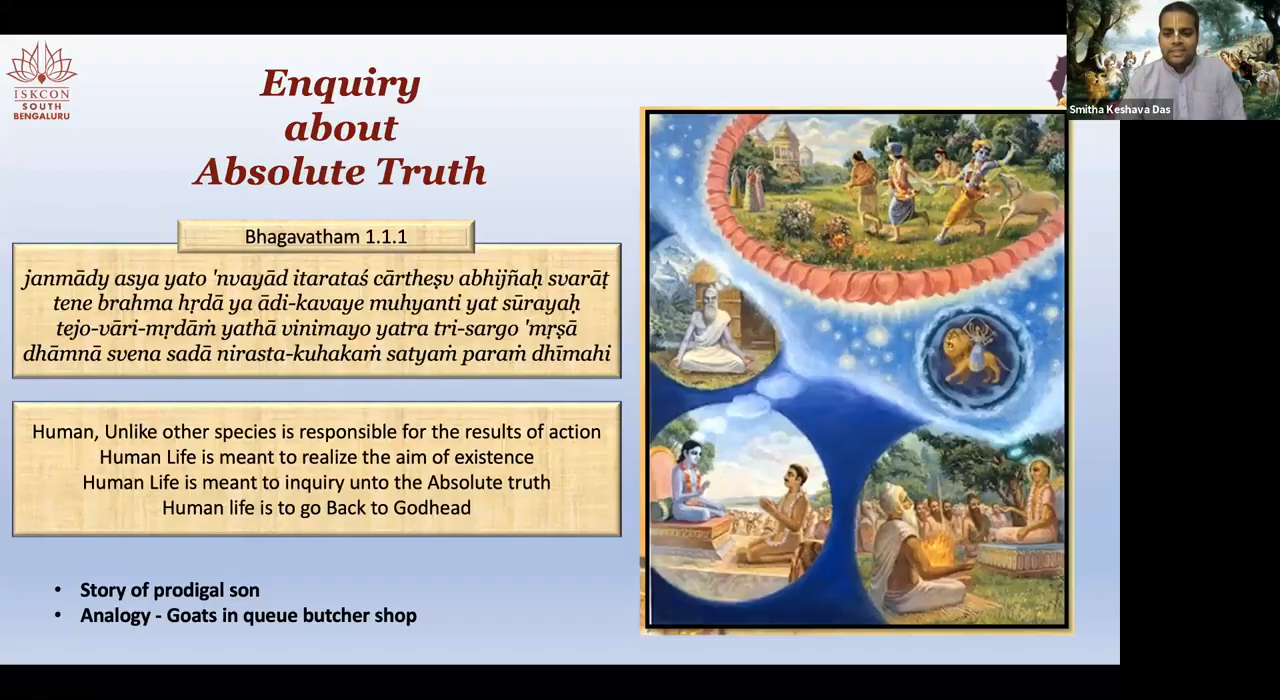 ISKCON
SOUTH
BENGALURU
Enquiry
about
Absolute Truth
Bhagavatham 1.1.1
janmādy asya yato 'nvayād itarataś cārtheṣv abhijñaḥ svarāṭ
tene brahma hṛdā ya ādi-kavaye muhyanti yat sūrayaḥ
tejo-vāri-mṛdāṁ yathā vinimayo yatra tri-sargo 'mṛṣā
dhāmnā svena sadā nirasta-kuhakaṁ satyaṁ paraṁ dhīmahi
Human, Unlike other species is responsible for the results of action
Human Life is meant to realize the aim of existence
Human Life is meant to inquiry unto the Absolute truth
Human life is to go Back to Godhead
• Story of prodigal son
• Analogy - Goats in queue butcher shop
Smitha Keshava Das